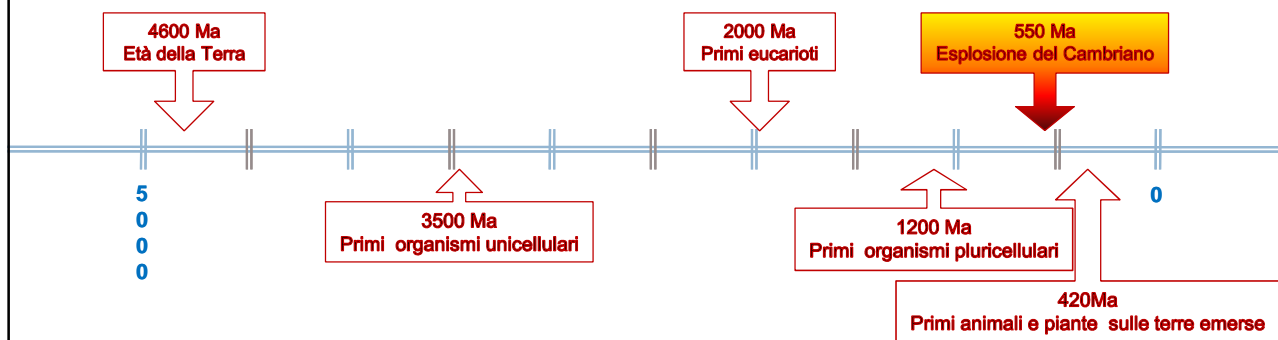 4600 Ma
Età della Terra
2000 Ma
Primi eucarioti
550 Ma
Esplosione del Cambriano
5
0
0
0
0
3500 Ma
Primi organismi unicellulari
1200 Ma
Primi organismi pluricellulari
420Ma
Primi animali e piante sulle terre emerse